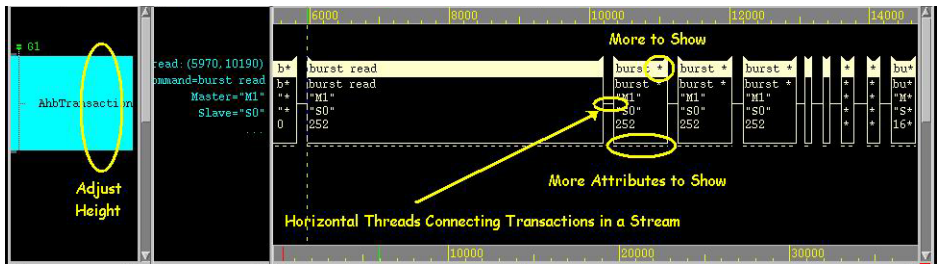 6000 8000 10000 12000 14000
More to Show
G1
read: (5970, 10190)
ommand=burst read
Master="M1"
Slave="S0"
...
AhbTransaction
b* burst read burs: * burst * burst * * * bu*
b* burst read burst * burst * burst * * * bu*
"* "M1" "M1" "M1" "M1" * * "M*
"* "S0" "S0" "S0" "S0" * * "S*
0 252 252 252 252 * * 16*
Adjust
Height
More Attributes to Show
Horizontal Threads Connecting Transactions in a Stream
10000 20000 30000